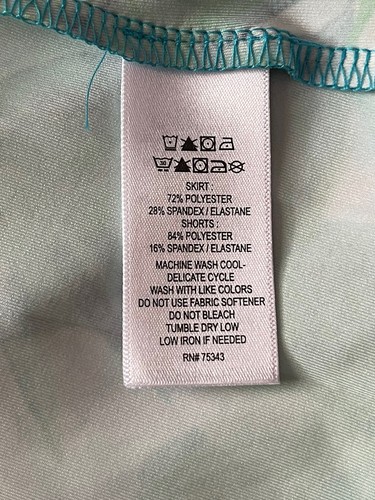 SKIRT :
72% POLYESTER
28% SPANDEX / ELASTANE
SHORTS :
84% POLYESTER
16% SPANDEX / ELASTANE
MACHINE WASH COOL-
DELICATE CYCLE
WASH WITH LIKE COLORS
DO NOT USE FABRIC SOFTENER
DO NOT BLEACH
TUMBLE DRY LOW
LOW IRON IF NEEDED
RN# 75343